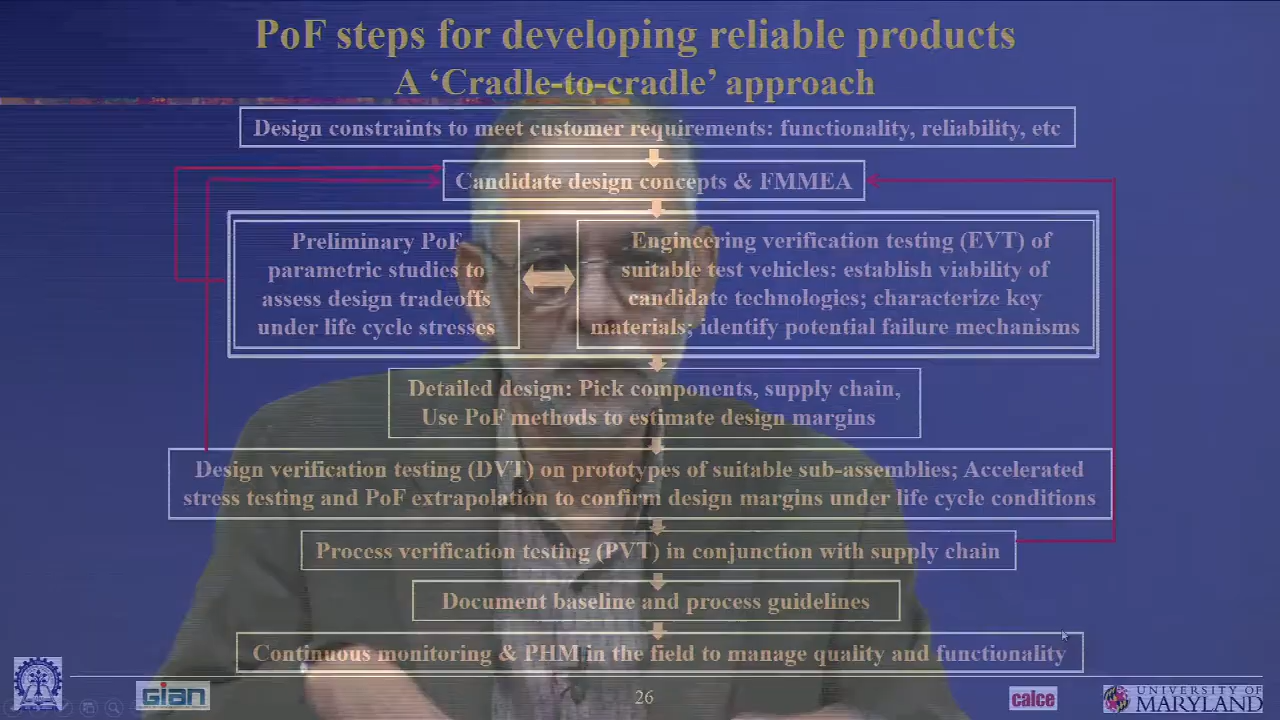 PoF steps for developing reliable products
A ‘Cradle-to-cradle’ approach
Design constraints to meet customer requirements: functionality, reliability, etc
Candidate design concepts & FMMEA
Preliminary PoF
parametric studies to
assess design tradeoffs
under life cycle stresses
Engineering verification testing (EVT) of
suitable test vehicles: establish viability of
candidate technologies; characterize key
materials; identify potential failure mechanisms
Detailed design: Pick components, supply chain,
Use PoF methods to estimate design margins
Design verification testing (DVT) on prototypes of suitable sub-assemblies; Accelerated
stress testing and PoF extrapolation to confirm design margins under life cycle conditions
Process verification testing (PVT) in conjunction with supply chain
Document baseline and process guidelines
Continuous monitoring & PHM in the field to manage quality and functionality
GIAN
26
calce
UNIVERSITY OF
MARYLAND